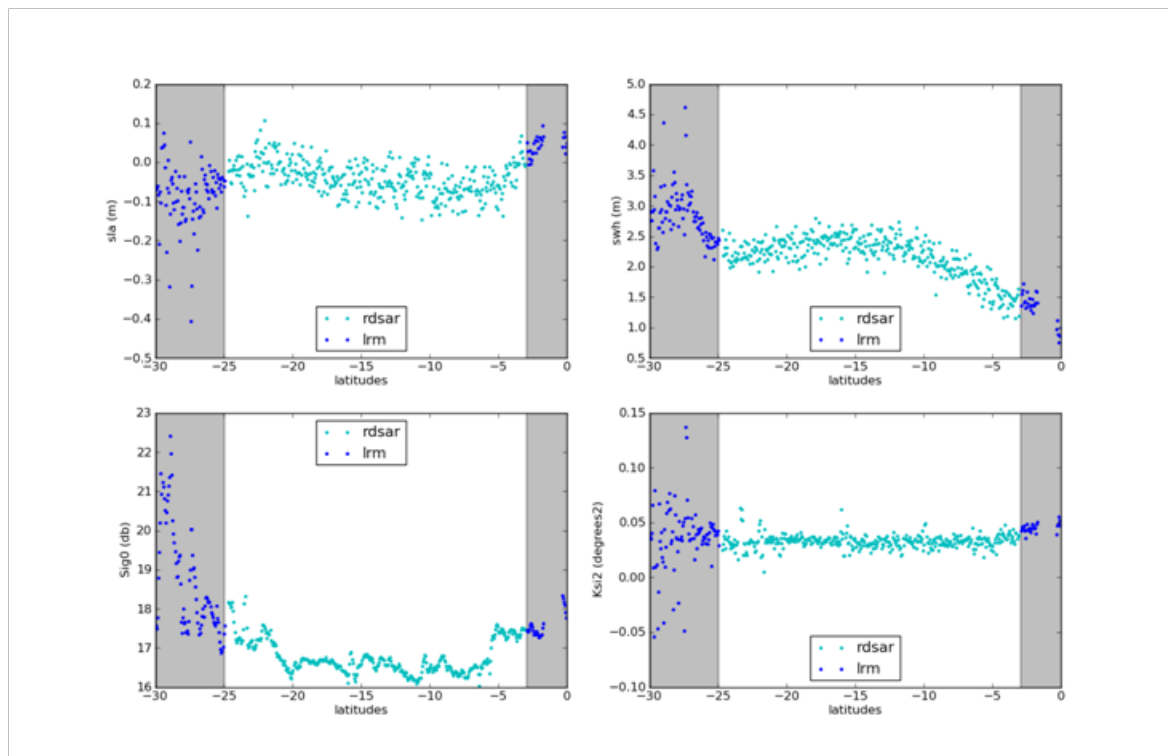 0.2
0.1
0.0
−0.1
−0.2
−0.3
−0.4
−0.5
sla (m)
−30 −25 −20 −15 −10 −5 0
latitudes
rdsar
lrm
5.0
4.5
4.0
3.5
3.0
2.5
2.0
1.5
1.0
0.5
swh (m)
−30 −25 −20 −15 −10 −5 0
latitudes
rdsar
lrm
23
22
21
20
19
18
17
16
Sig0 (db)
−30 −25 −20 −15 −10 −5 0
latitudes
rdsar
lrm
0.15
0.10
0.05
0.00
−0.05
−0.10
Ksi2 (degrees2)
−30 −25 −20 −15 −10 −5 0
latitudes
rdsar
lrm